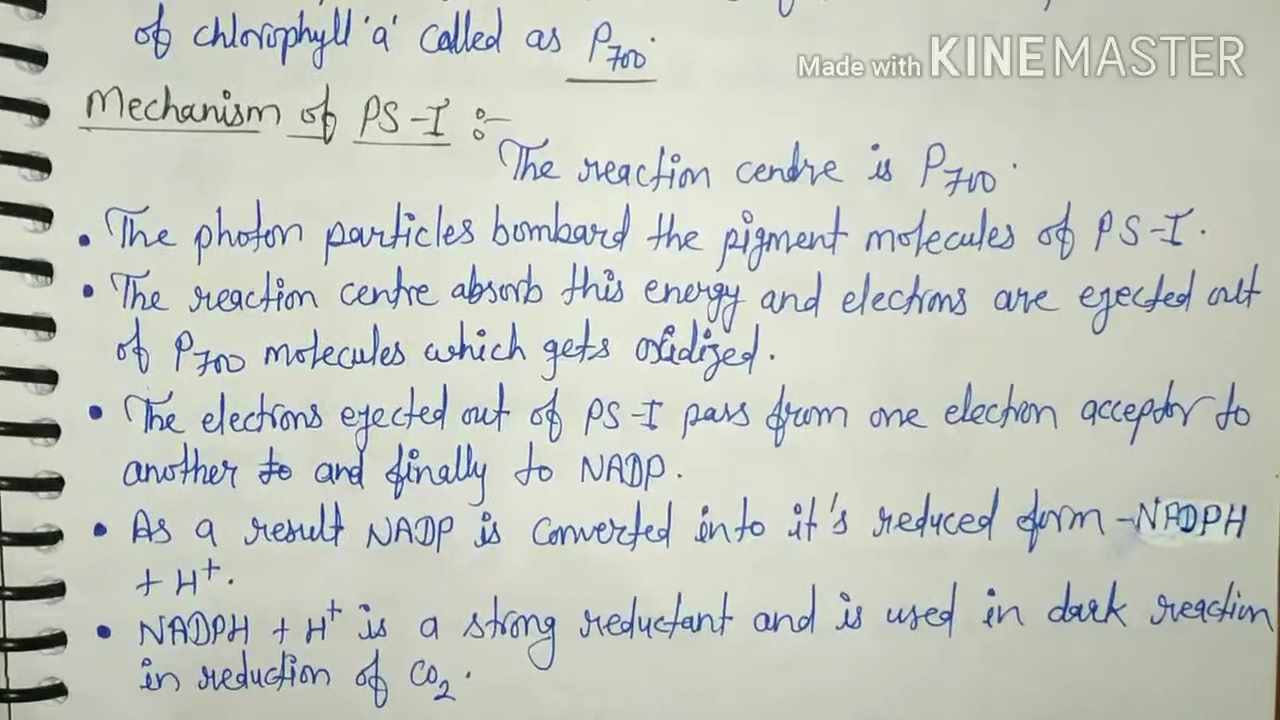 of chlorophyll 'a' called as P700.
Made with KINEMASTER
Mechanism of PS-I :-
The reaction centre is P700.
• The photon particles bombard the pigment molecules of PS-I.
• The reaction centre absorb this energy and electrons are ejected out
of P700 molecules which gets oxidized.
• The electrons ejected out of PS-I pass from one electron acceptor to
another to and finally to NADP.
• As a result NADP is converted into it's reduced form -NADPH
+ H⁺.
• NADPH + H⁺ is a strong reductant and is used in dark reaction
in reduction of CO₂.